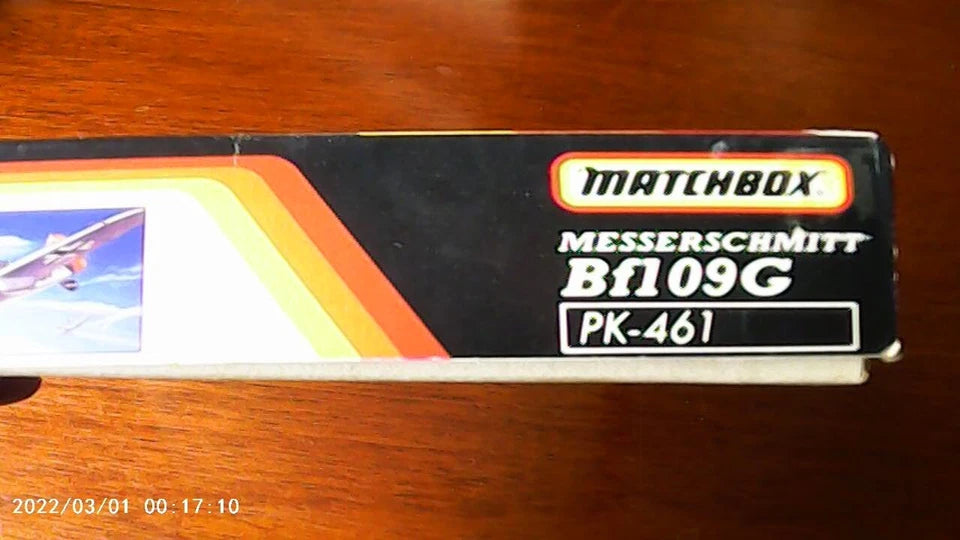 MATCHBOX
MESSERSCHMITT
Bf109G
PK-461
2022/03/01 00:17:10